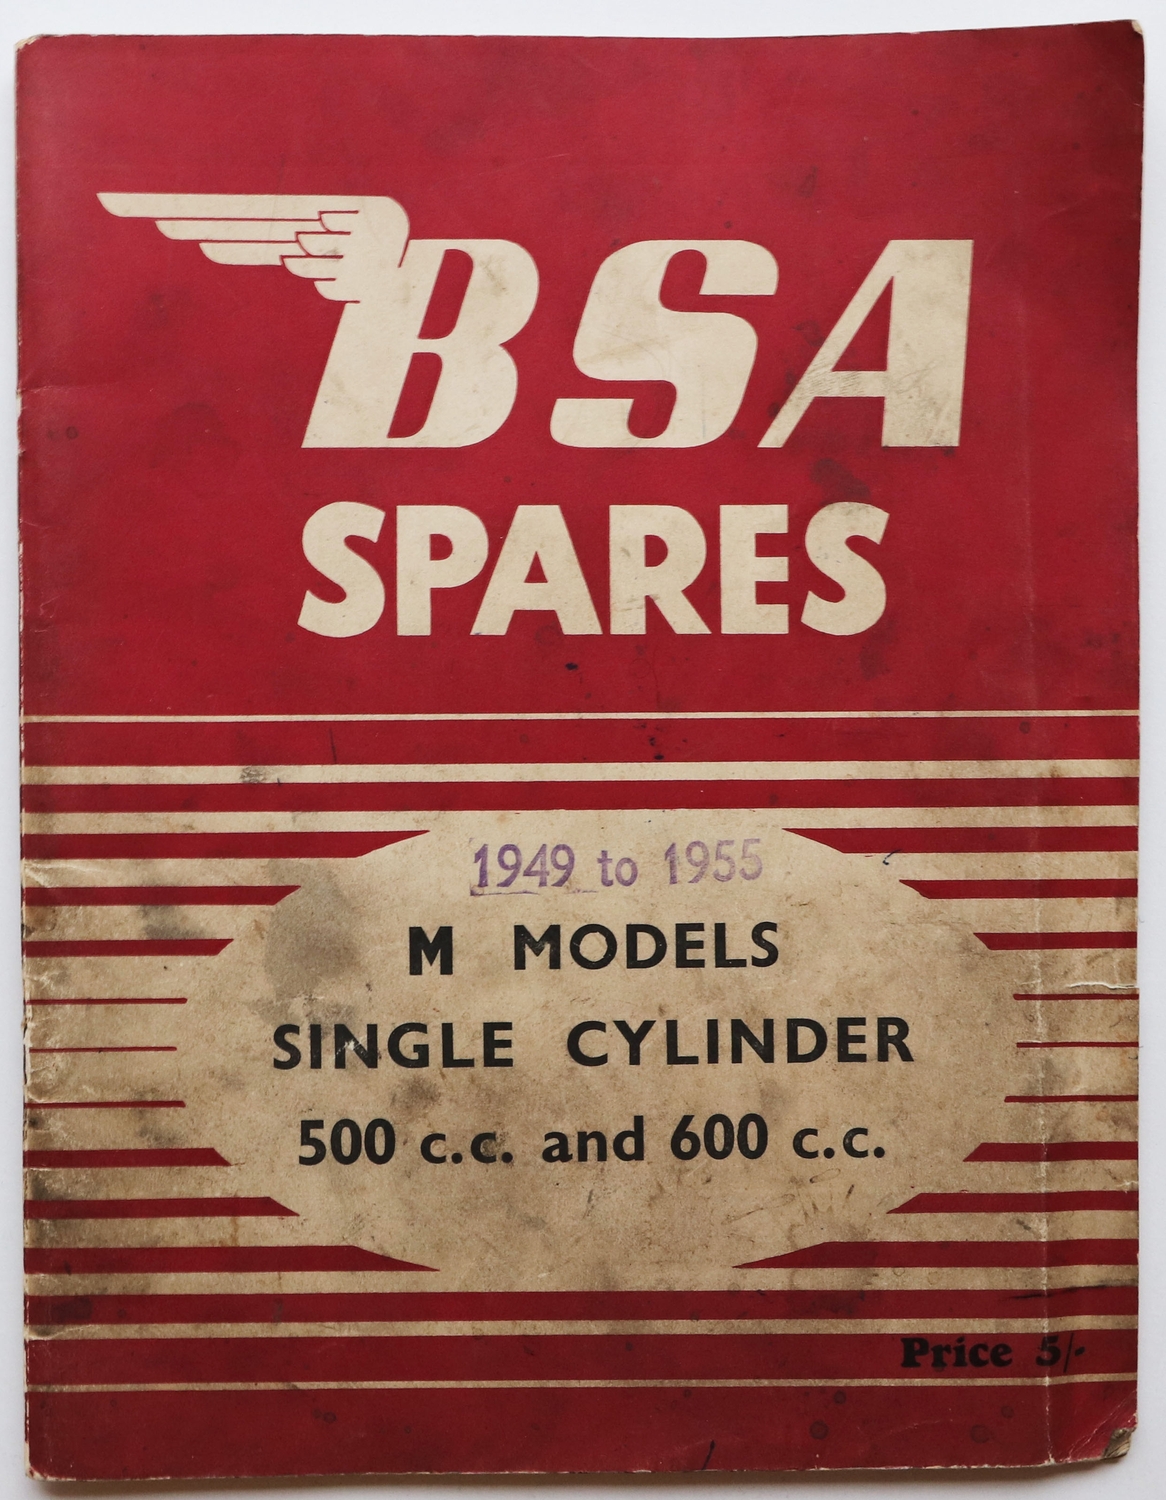 BSA
SPARES
1949 to 1955
M MODELS
SINGLE CYLINDER
500 c.c. and 600 c.c.
Price 5/-